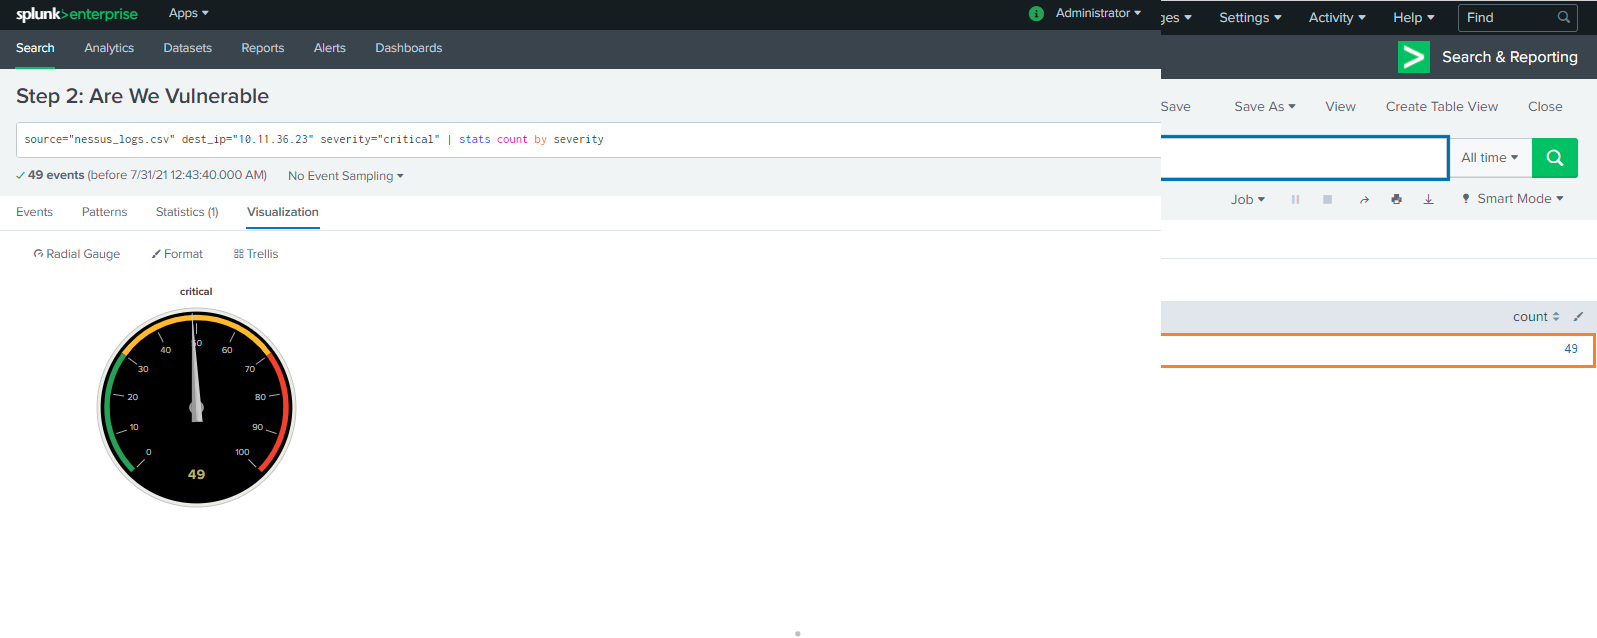 splunk>enterprise Apps Administrator
ges Settings Activity Help Find
Search Analytics Datasets Reports Alerts Dashboards
Search & Reporting
Step 2: Are We Vulnerable
Save Save As View Create Table View Close
source="nessus_logs.csv" dest_ip="10.11.36.23" severity="critical" | stats count by severity
All time
49 events (before 7/31/21 12:43:40.000 AM) No Event Sampling
Job Smart Mode
Events Patterns Statistics (1) Visualization
Radial Gauge Format Trellis
critical
count
49
0
10
20
30
40
50
60
70
80
90
100
49